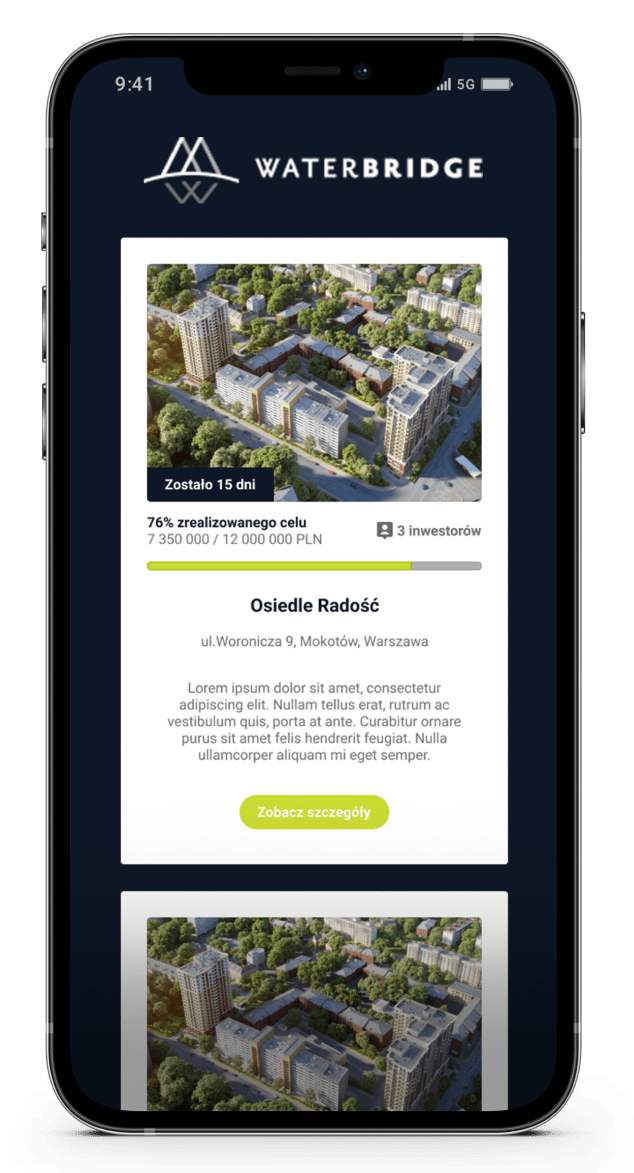 9:41
5G
WATERBRIDGE
Zostało 15 dni
76% zrealizowanego celu
7 350 000 / 12 000 000 PLN
3 inwestorów
Osiedle Radość
ul.Woronicza 9, Mokotów, Warszawa
Lorem ipsum dolor sit amet, consectetur
adipiscing elit. Nullam tellus erat, rutrum ac
vestibulum quis, porta at ante. Curabitur ornare
purus sit amet felis hendrerit feugiat. Nulla
ullamcorper aliquam mi eget semper.
Zobacz szczegóły